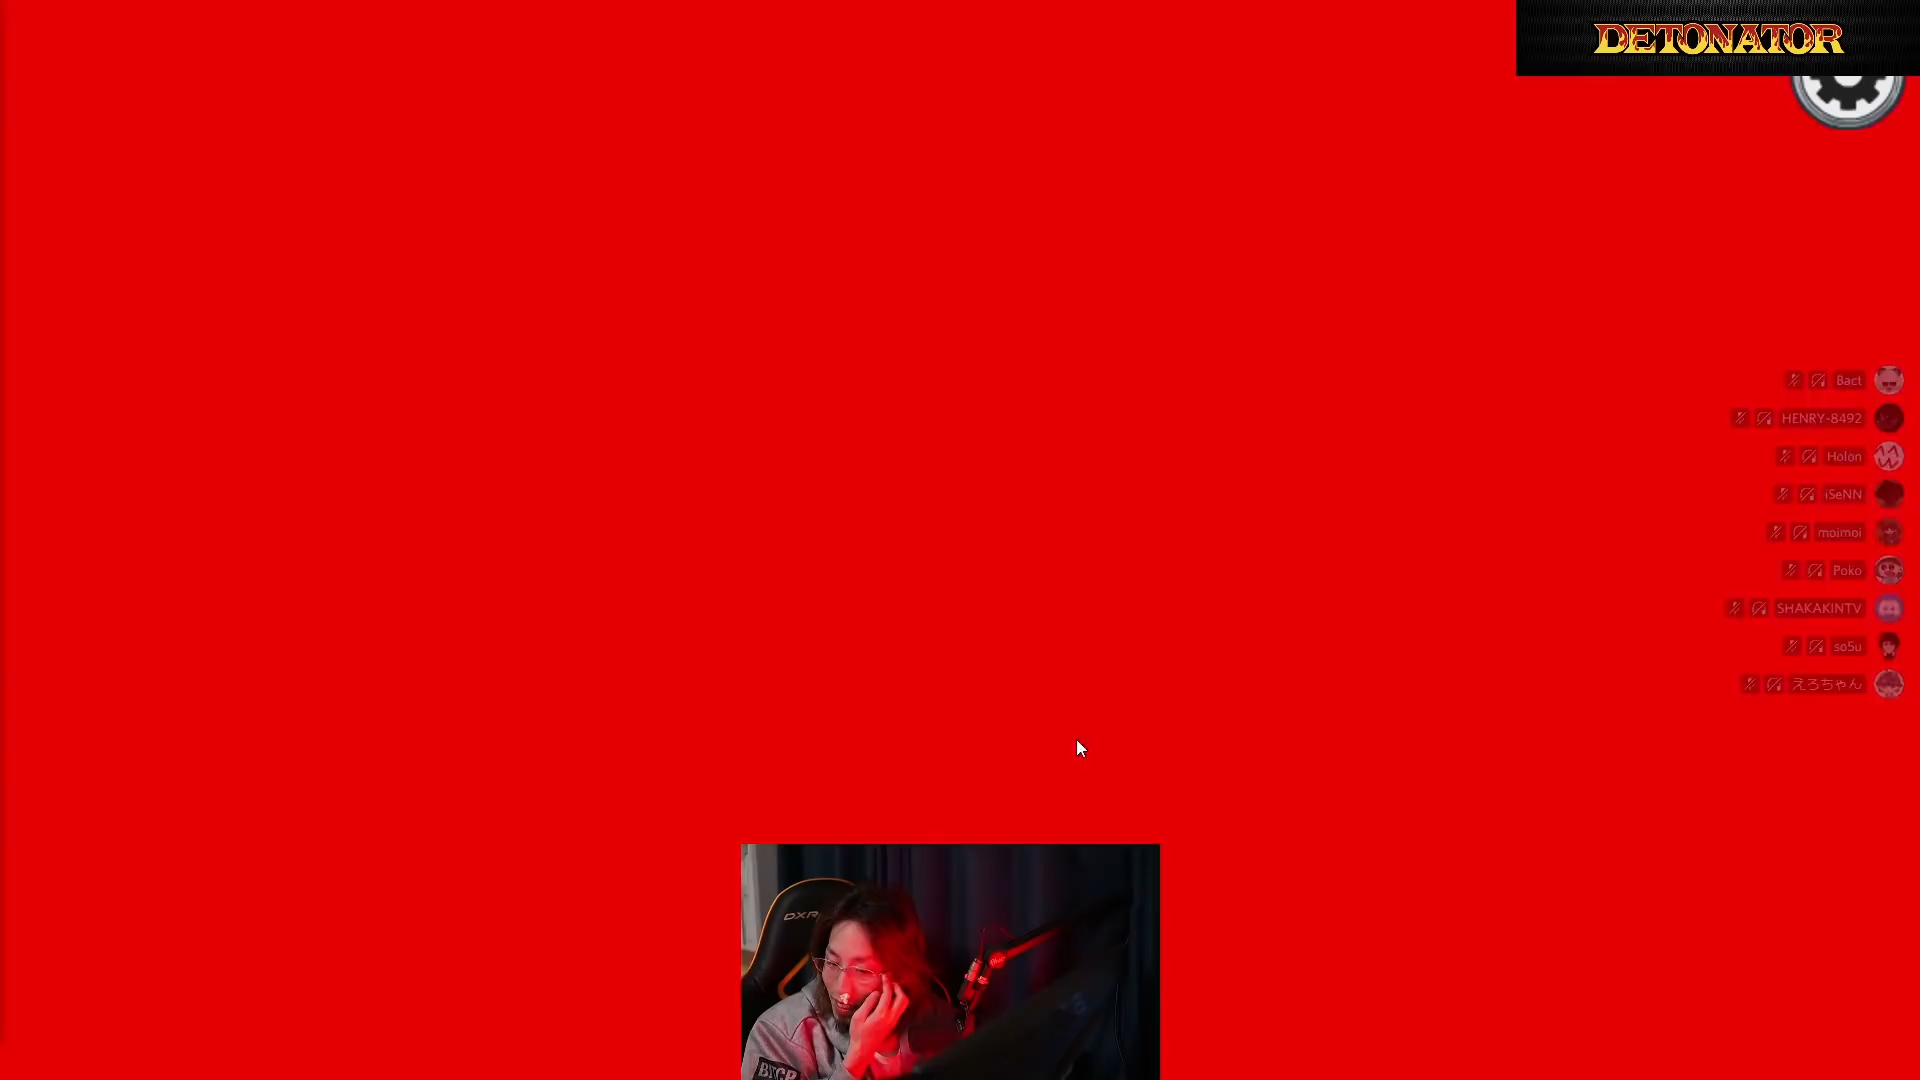 DETONATOR
Bact
HENRY-8492
Holon
iSeNN
moimoi
Poko
SHAKAKINTV
so5u
えろちゃん
DXR